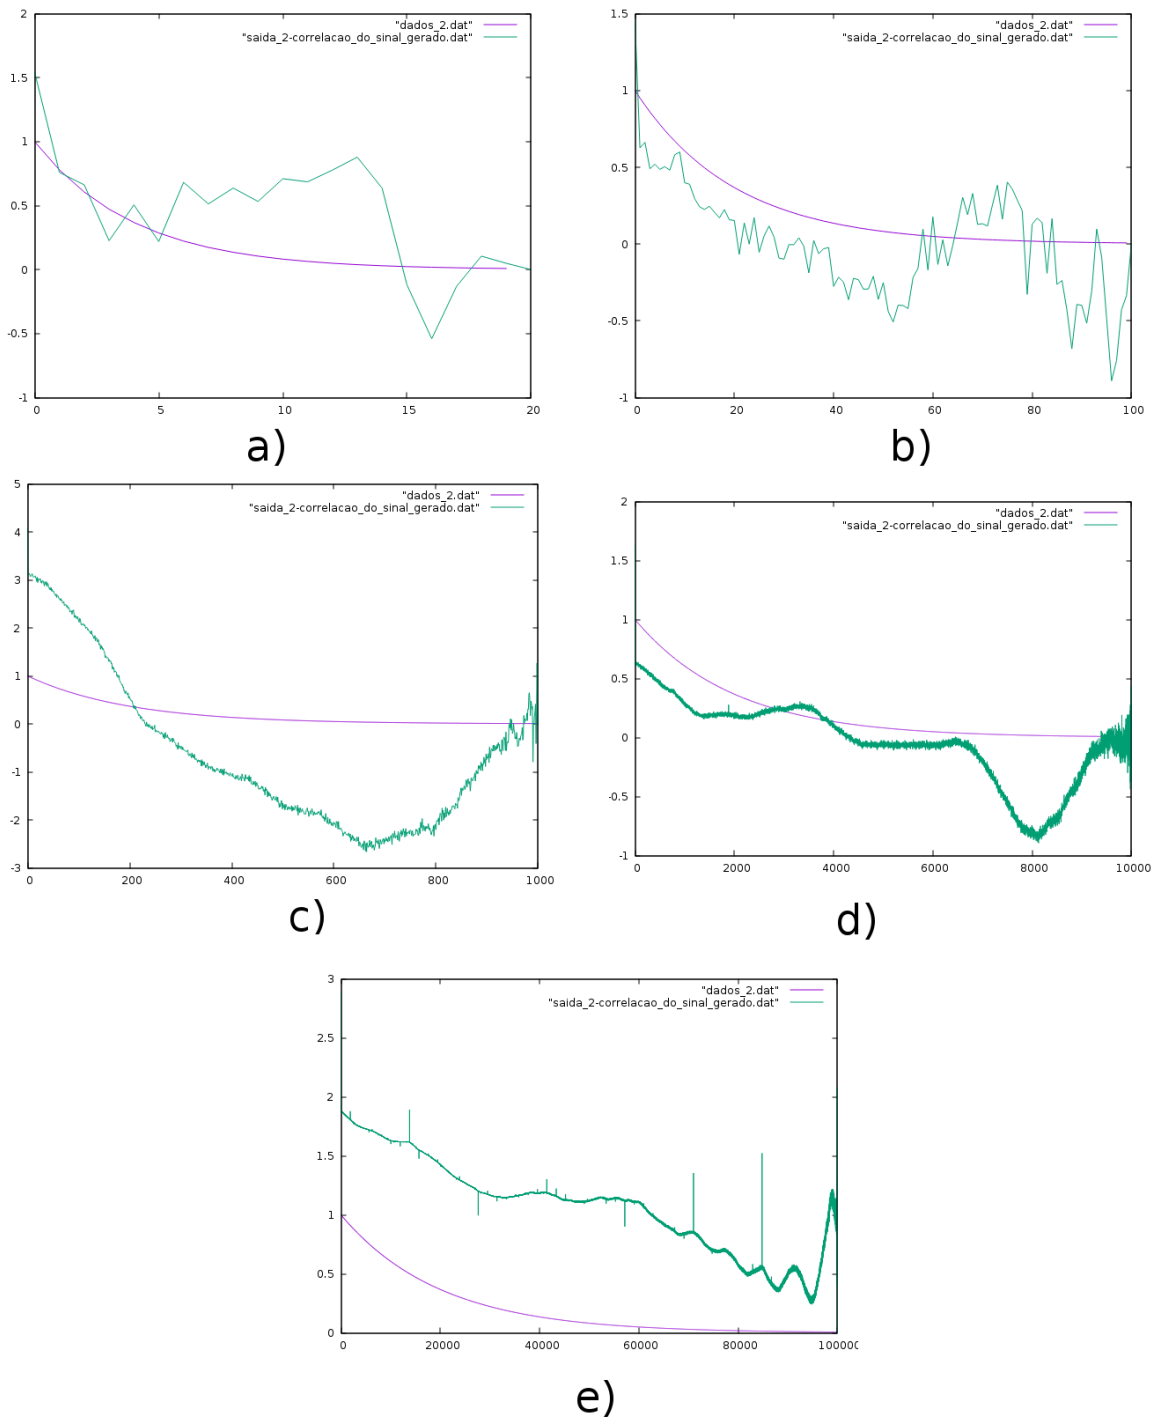 "dados_2.dat"
"saida_2-correlacao_do_sinal_gerado.dat"
2
1.5
1
0.5
0
-0.5
-1
0 5 10 15 20
a)
"dados_2.dat"
"saida_2-correlacao_do_sinal_gerado.dat"
1.5
1
0.5
0
-0.5
-1
0 20 40 60 80 100
b)
"dados_2.dat"
"saida_2-correlacao_do_sinal_gerado.dat"
5
4
3
2
1
0
-1
-2
-3
0 200 400 600 800 1000
c)
"dados_2.dat"
"saida_2-correlacao_do_sinal_gerado.dat"
2
1.5
1
0.5
0
-0.5
-1
0 2000 4000 6000 8000 10000
d)
"dados_2.dat"
"saida_2-correlacao_do_sinal_gerado.dat"
3
2.5
2
1.5
1
0.5
0
0 20000 40000 60000 80000 100000
e)